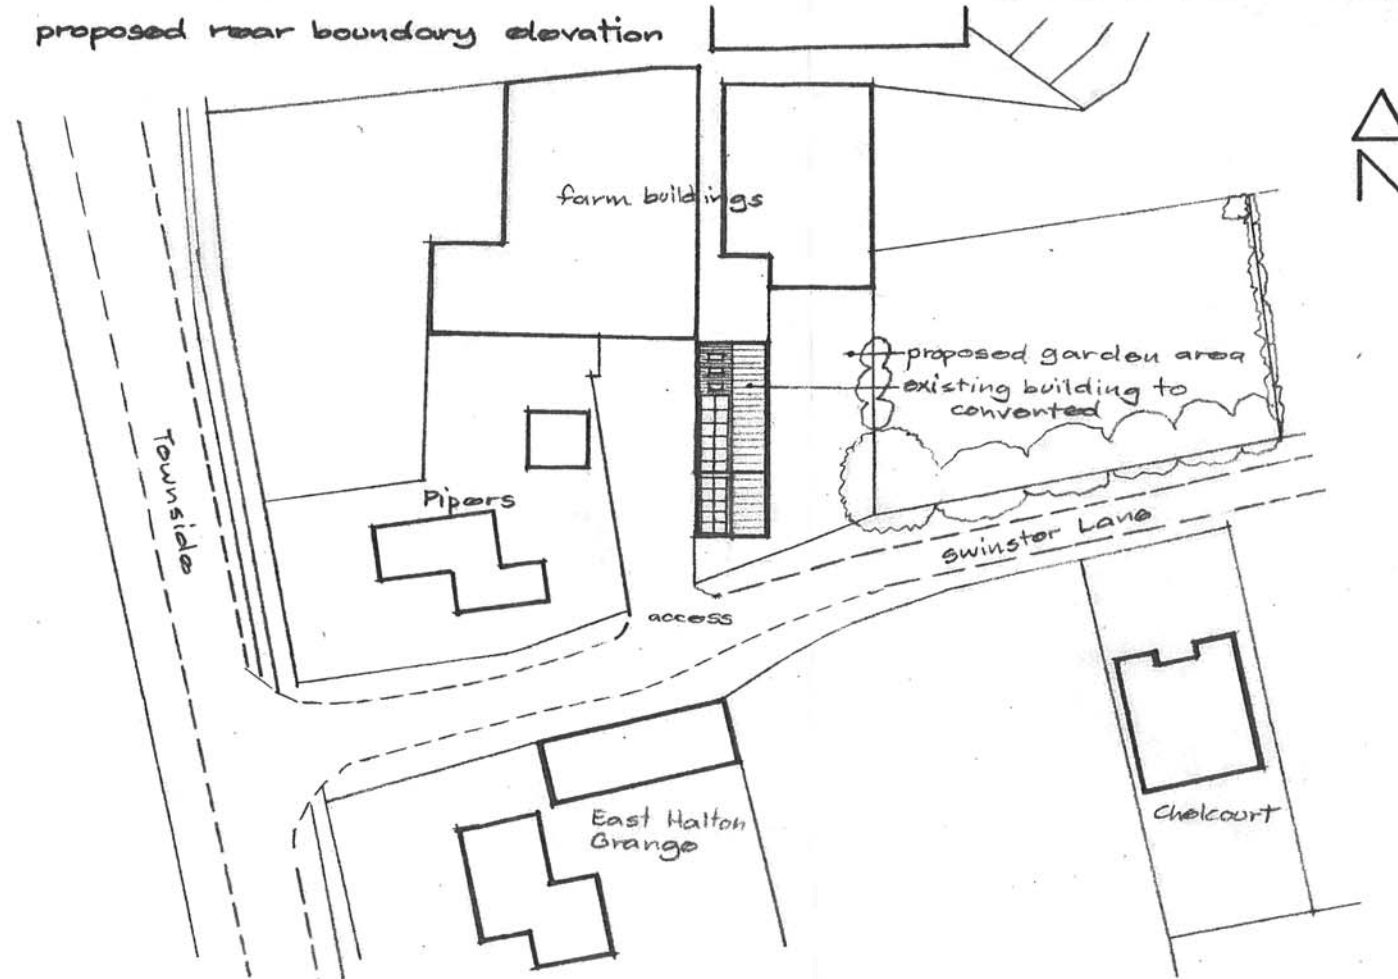 proposed rear boundary elevation
N
farm buildings
proposed garden area
existing building to
converted
Townside
Pipers
swinster Lane
access
East Halton
Grange
Chelcourt